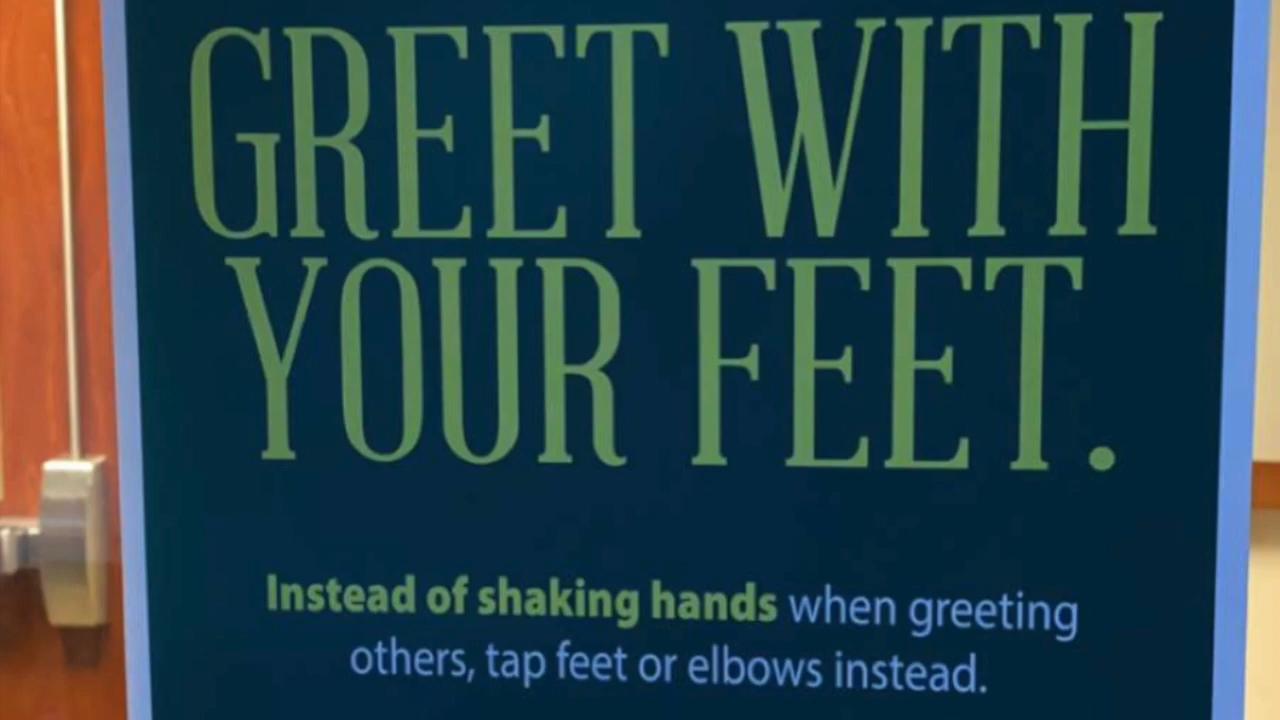 GREET WITH
YOUR FEET.
Instead of shaking hands when greeting
others, tap feet or elbows instead.